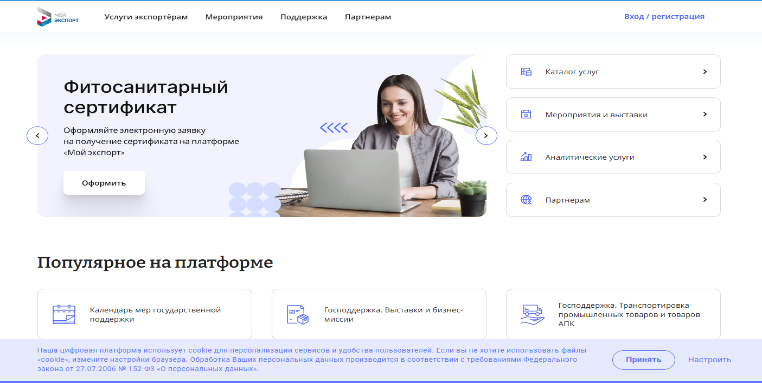 МОЙ
ЭКСПОРТ
Услуги экспортёрам
Мероприятия
Поддержка
Партнерам
Вход / регистрация
Фитосанитарный
сертификат
Оформляйте электронную заявку
на получение сертификата на платформе
«Мой экспорт»
Оформить
Каталог услуг
Мероприятия и выставки
Аналитические услуги
Партнерам
Популярное на платформе
Календарь мер государственной
поддержки
Господдержка. Выставки и бизнес-
миссии
Господдержка. Транспортировка
промышленных товаров и товаров
АПК
Наша цифровая платформа использует cookie для персонализации сервисов и удобства пользователей. Если вы не хотите использовать файлы
«cookie», измените настройки браузера. Обработка Ваших персональных данных производится в соответствии с требованиями Федерального
закона от 27.07.2006 № 152 ФЗ «О персональных данных».
Принять
Настроить